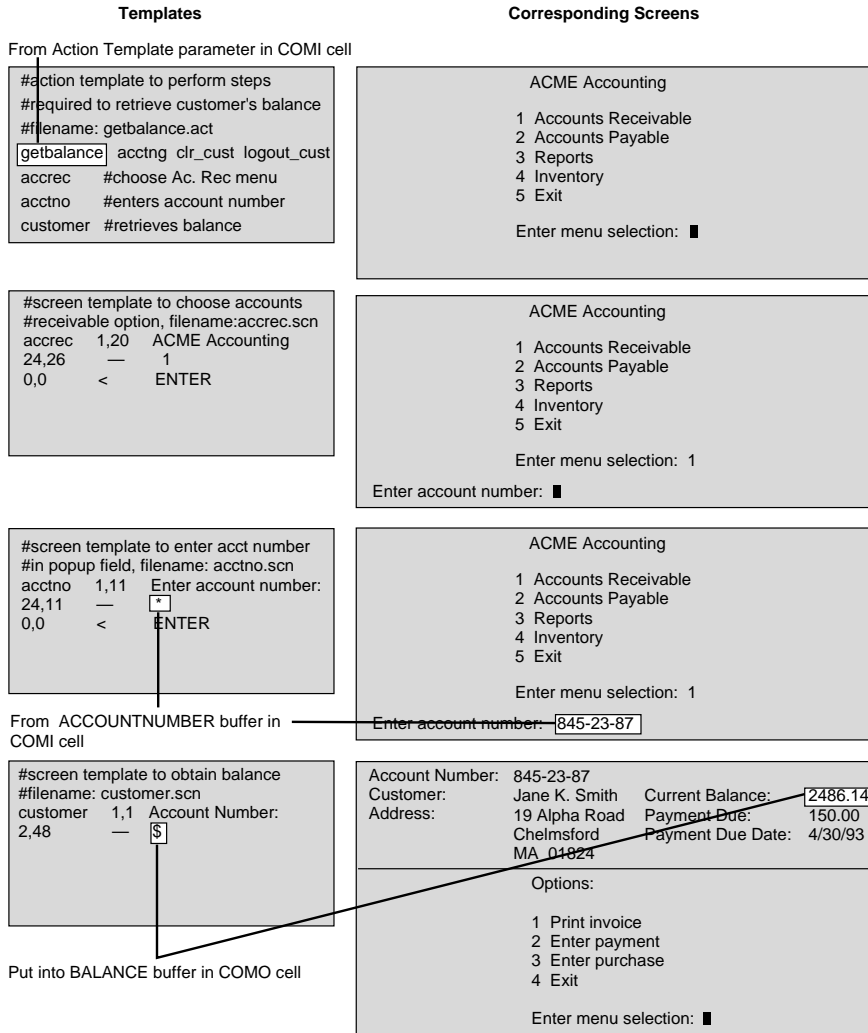 Templates
Corresponding Screens
From Action Template parameter in COMI cell
#action template to perform steps
#required to retrieve customer's balance
#filename: getbalance.act
getbalance acctng clr_cust logout_cust
accrec #choose Ac. Rec menu
acctno #enters account number
customer #retrieves balance
ACME Accounting
1 Accounts Receivable
2 Accounts Payable
3 Reports
4 Inventory
5 Exit
Enter menu selection:
#screen template to choose accounts
#receivable option, filename:accrec.scn
accrec 1,20 ACME Accounting
24,26 — 1
0,0 < ENTER
ACME Accounting
1 Accounts Receivable
2 Accounts Payable
3 Reports
4 Inventory
5 Exit
Enter menu selection: 1
Enter account number:
#screen template to enter acct number
#in popup field, filename: acctno.scn
acctno 1,11 Enter account number:
24,11 — *
0,0 < ENTER
From ACCOUNTNUMBER buffer in
COMI cell
ACME Accounting
1 Accounts Receivable
2 Accounts Payable
3 Reports
4 Inventory
5 Exit
Enter menu selection: 1
Enter account number: 845-23-87
#screen template to obtain balance
#filename: customer.scn
customer 1,1 Account Number:
2,48 — $
Put into BALANCE buffer in COMO cell
Account Number: 845-23-87
Customer: Jane K. Smith Current Balance: 2486.14
Address: 19 Alpha Road Payment Due: 150.00
Chelmsford Payment Due Date: 4/30/93
MA 01824
Options:
1 Print invoice
2 Enter payment
3 Enter purchase
4 Exit
Enter menu selection: